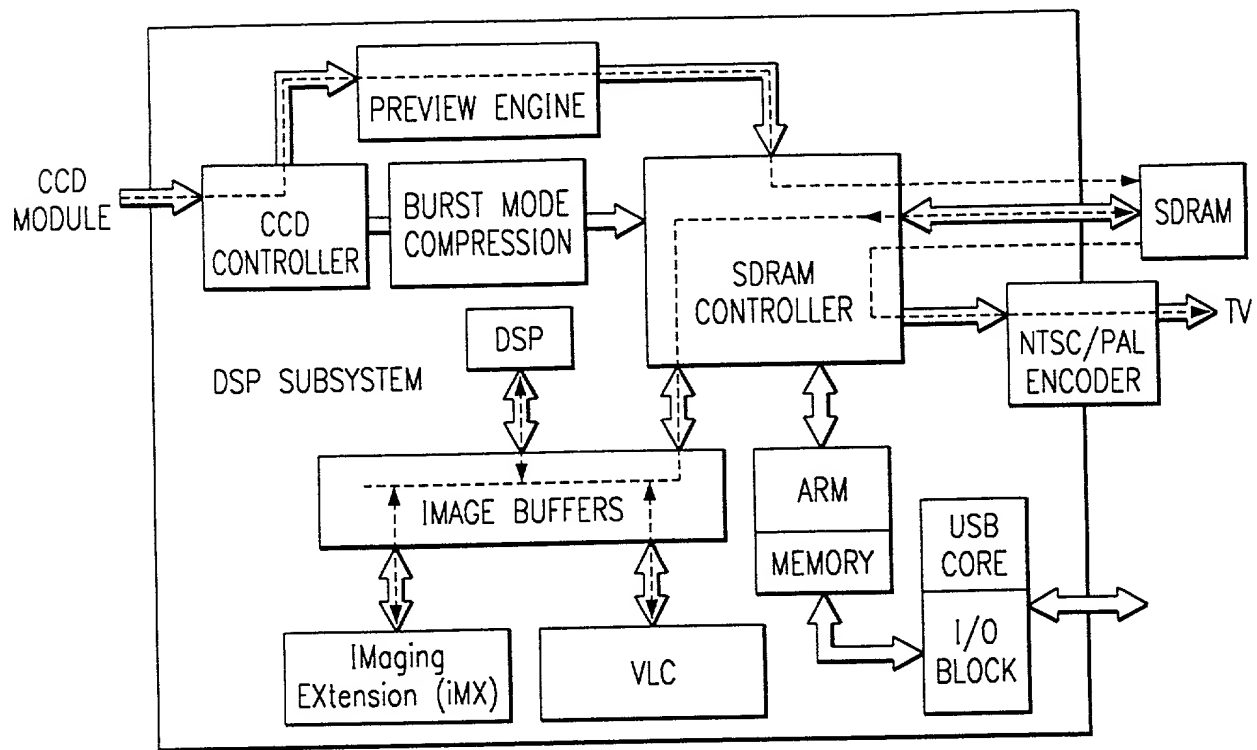 PREVIEW ENGINE
CCD
MODULE
CCD
CONTROLLER
BURST MODE
COMPRESSION
SDRAM
CONTROLLER
SDRAM
NTSC/PAL
ENCODER
TV
DSP
DSP SUBSYSTEM
IMAGE BUFFERS
ARM
MEMORY
USB
CORE
I/O
BLOCK
IMaging
EXtension (iMX)
VLC